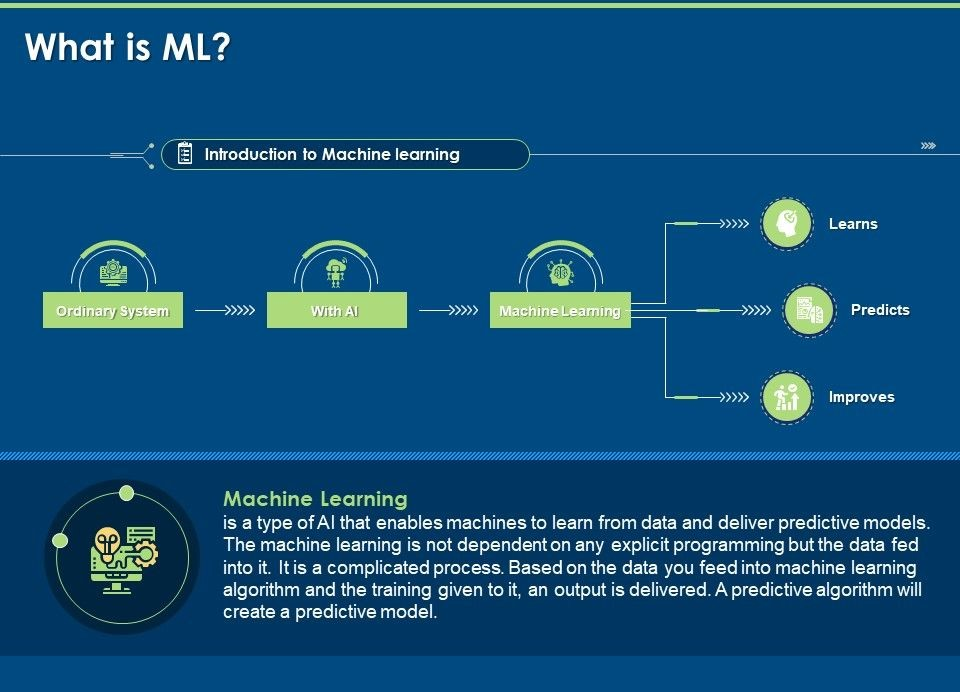 What is ML?
Introduction to Machine learning
Learns
Ordinary System
With AI
Machine Learning
Predicts
Improves
Machine Learning
is a type of AI that enables machines to learn from data and deliver predictive models.
The machine learning is not dependent on any explicit programming but the data fed
into it. It is a complicated process. Based on the data you feed into machine learning
algorithm and the training given to it, an output is delivered. A predictive algorithm will
create a predictive model.